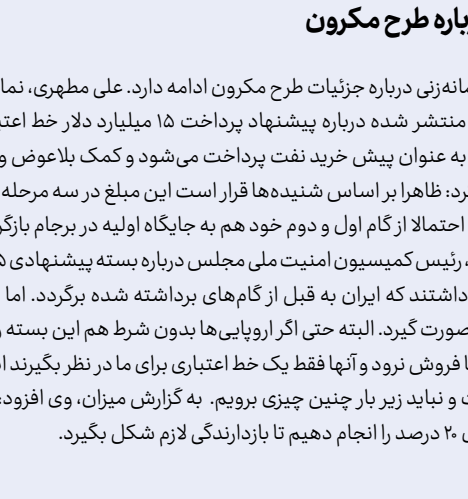 باره طرح مکرون
مانه‌زنی درباره جزئیات طرح مکرون ادامه دارد. علی مطهری، نما
منتشر شده درباره پیشنهاد پرداخت ۱۵ میلیارد دلار خط اعت
به عنوان پیش خرید نفت پرداخت می‌شود و کمک بلاعوض و
رد: ظاهرا بر اساس شنیده‌ها قرار است این مبلغ در سه مرحله
احتمالا از گام اول و دوم خود هم به جایگاه اولیه در برجام بازگر
، رئیس کمیسیون امنیت ملی مجلس درباره بسته پیشنهادی ۵
داشتند که ایران به قبل از گام‌های برداشته شده برگردد. اما
صورت گیرد. البته حتی اگر اروپایی‌ها بدون شرط هم این بسته ر
ا فروش نرود و آنها فقط یک خط اعتباری برای ما در نظر بگیرند ا
ت و نباید زیر بار چنین چیزی برویم. به گزارش میزان، وی افزود:
ی ۲۰ درصد را انجام دهیم تا بازدارندگی لازم شکل بگیرد.